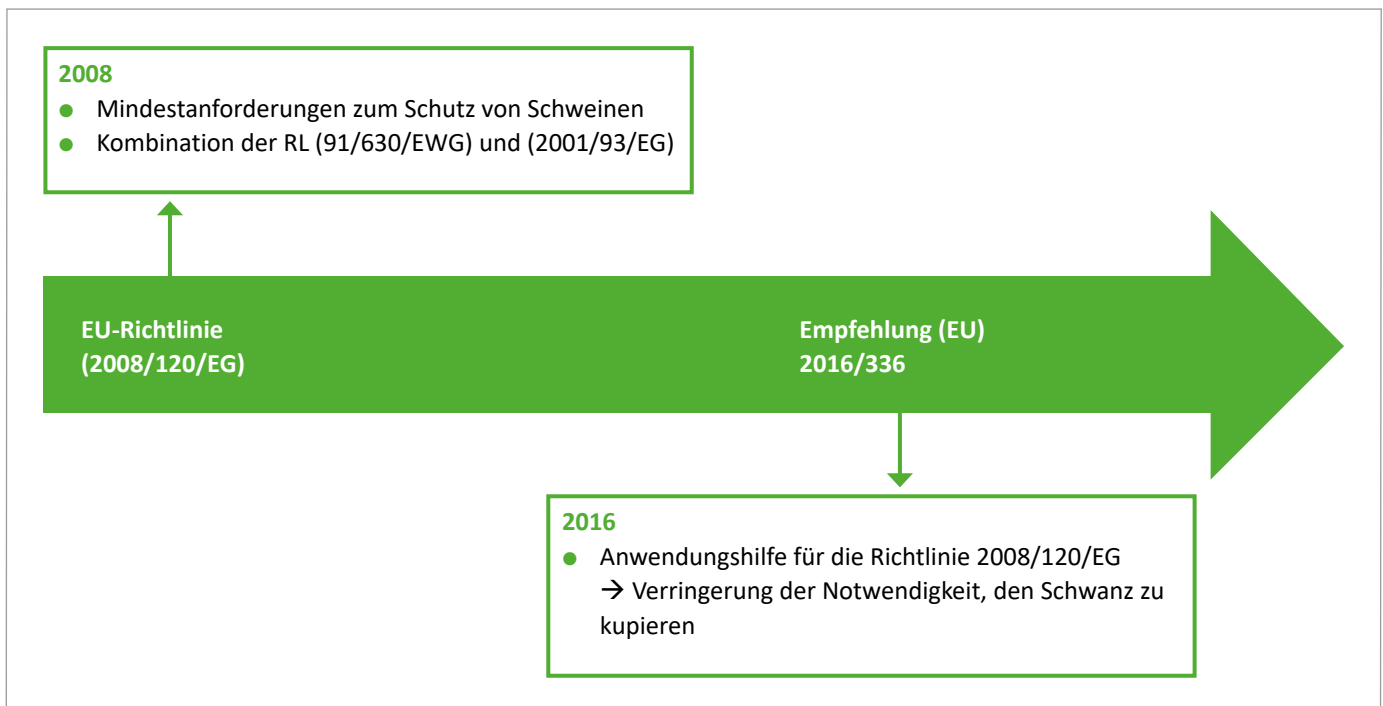 2008
● Mindestanforderungen zum Schutz von Schweinen
● Kombination der RL (91/630/EWG) und (2001/93/EG)
EU-Richtlinie
(2008/120/EG)
Empfehlung (EU)
2016/336
2016
● Anwendungshilfe für die Richtlinie 2008/120/EG
→ Verringerung der Notwendigkeit, den Schwanz zu
kupieren